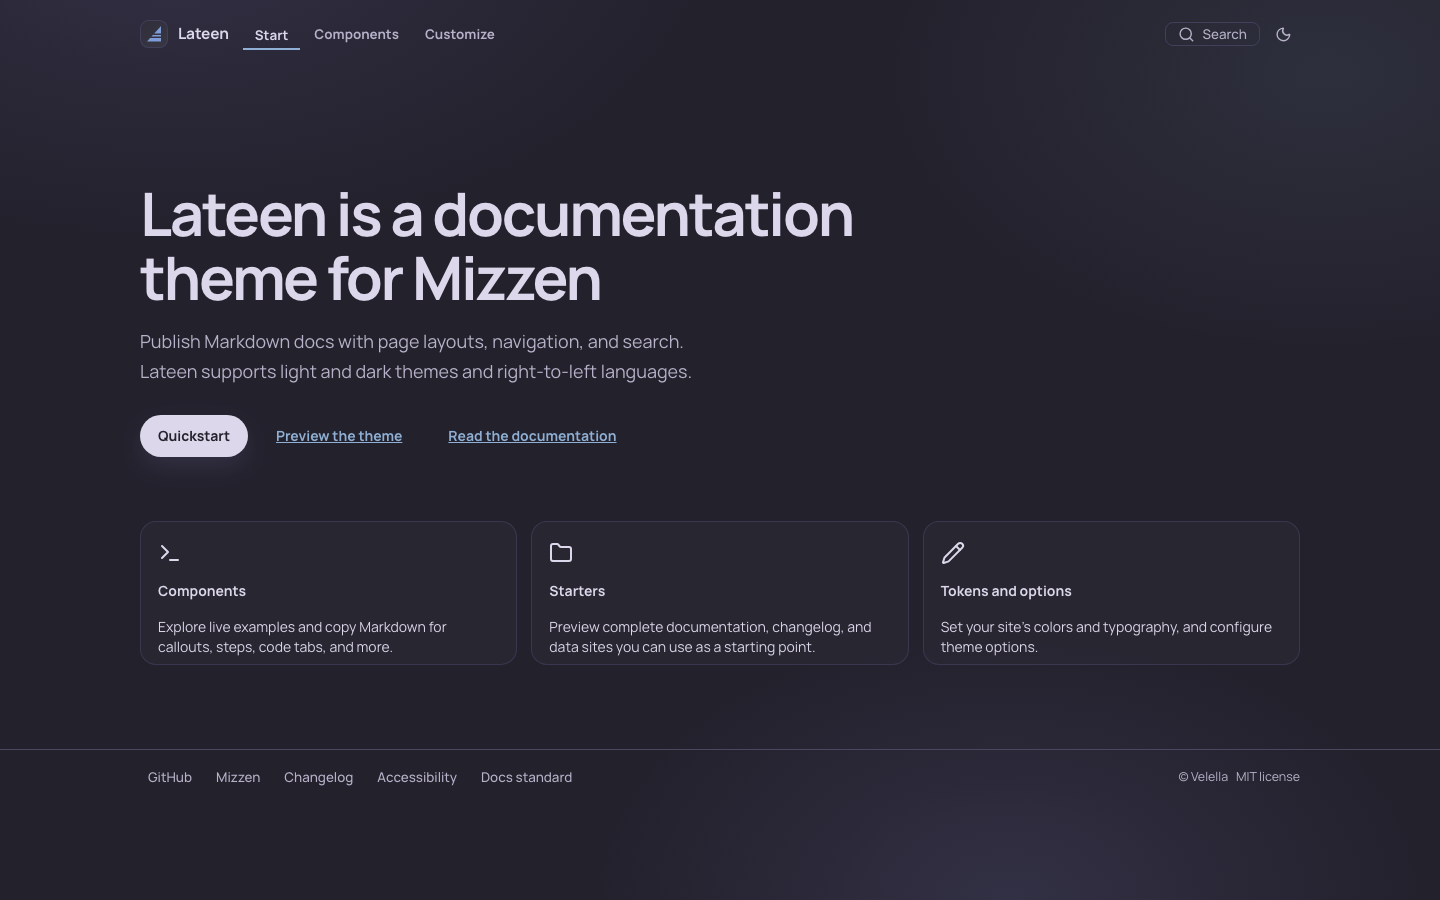 Lateen
Start
Components
Customize
Search
Lateen is a documentation
theme for Mizzen
Publish Markdown docs with page layouts, navigation, and search.
Lateen supports light and dark themes and right-to-left languages.
Quickstart
Preview the theme
Read the documentation
Components
Explore live examples and copy Markdown for
callouts, steps, code tabs, and more.
Starters
Preview complete documentation, changelog, and
data sites you can use as a starting point.
Tokens and options
Set your site’s colors and typography, and configure
theme options.
GitHub
Mizzen
Changelog
Accessibility
Docs standard
© Velella MIT license